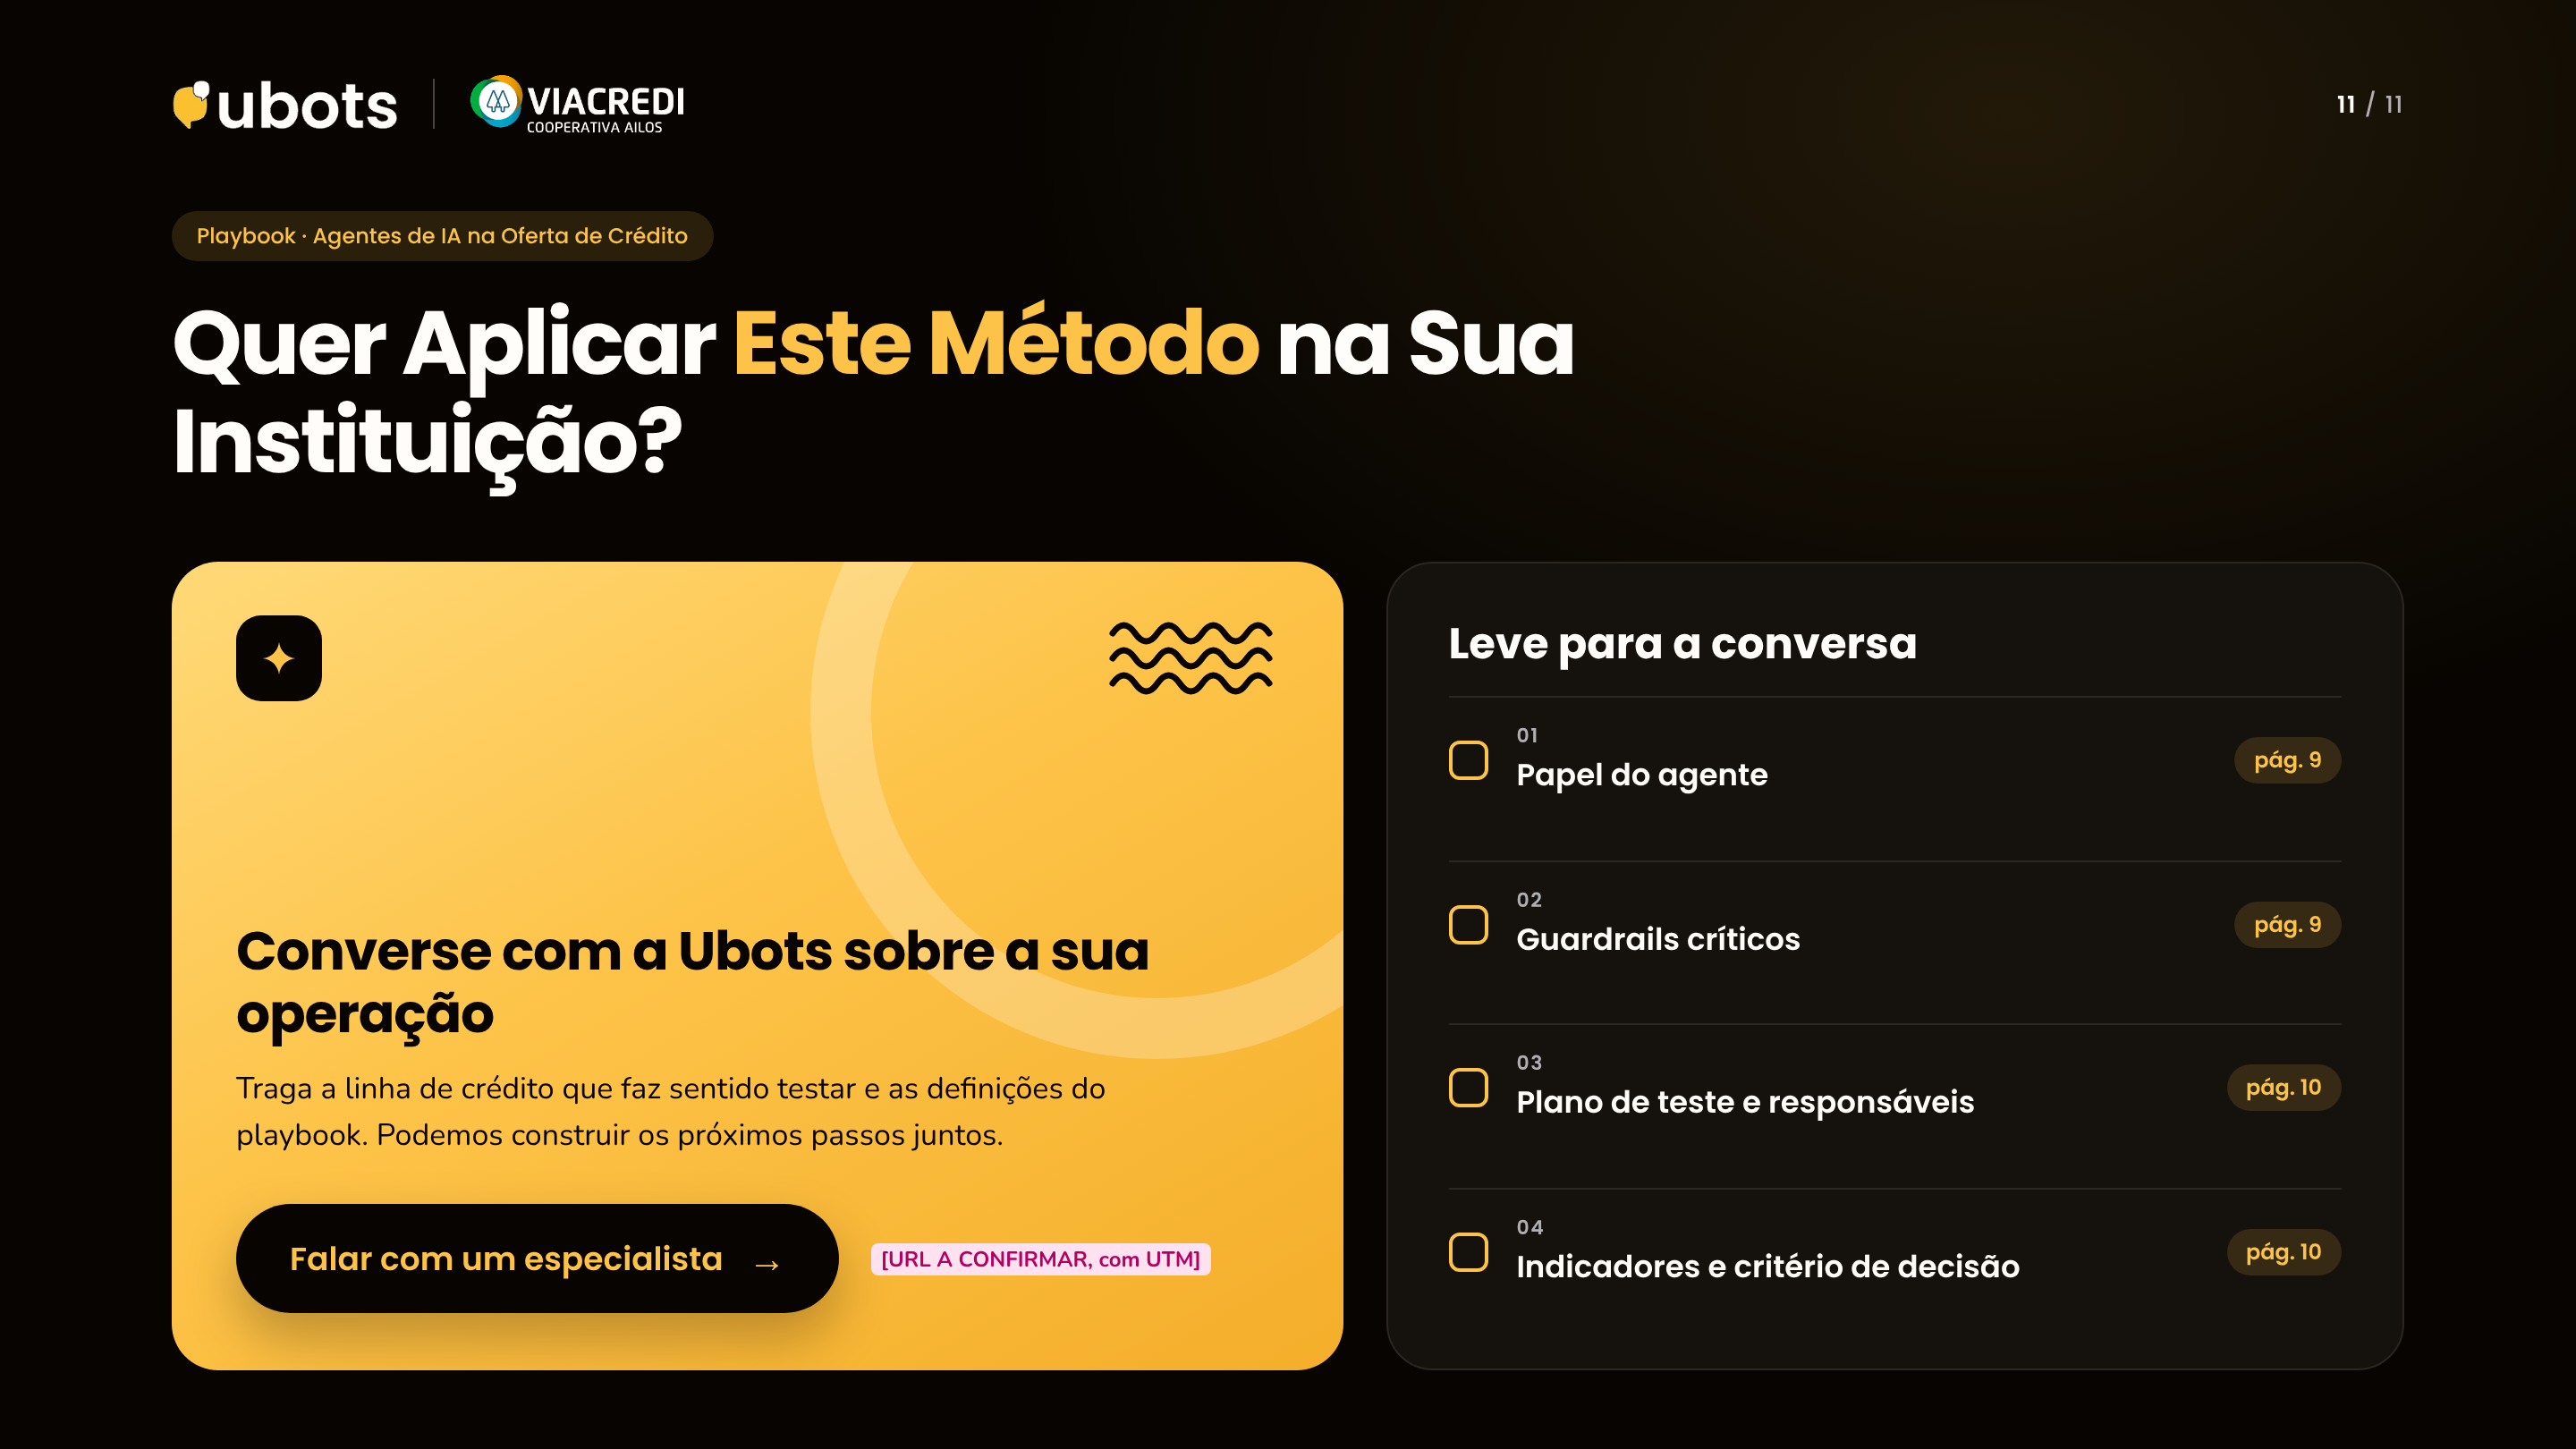 ubots
VIACREDI
COOPERATIVA AILOS
11 / 11
Playbook · Agentes de IA na Oferta de Crédito
Quer Aplicar Este Método na Sua
Instituição?
Converse com a Ubots sobre a sua
operação
Traga a linha de crédito que faz sentido testar e as definições do
playbook. Podemos construir os próximos passos juntos.
Falar com um especialista →
[URL A CONFIRMAR, com UTM]
Leve para a conversa
01
Papel do agente
pág. 9
02
Guardrails críticos
pág. 9
03
Plano de teste e responsáveis
pág. 10
04
Indicadores e critério de decisão
pág. 10